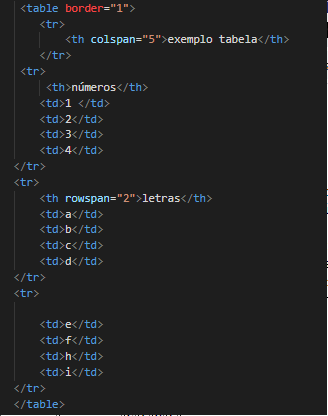 <table border="1">
<tr>
<th colspan="5">exemplo tabela</th>
</tr>
<tr>
<th>números</th>
<td>1 </td>
<td>2</td>
<td>3</td>
<td>4</td>
</tr>
<tr>
<th rowspan="2">letras</th>
<td>a</td>
<td>b</td>
<td>c</td>
<td>d</td>
</tr>
<tr>
<td>e</td>
<td>f</td>
<td>h</td>
<td>i</td>
</tr>
</table>